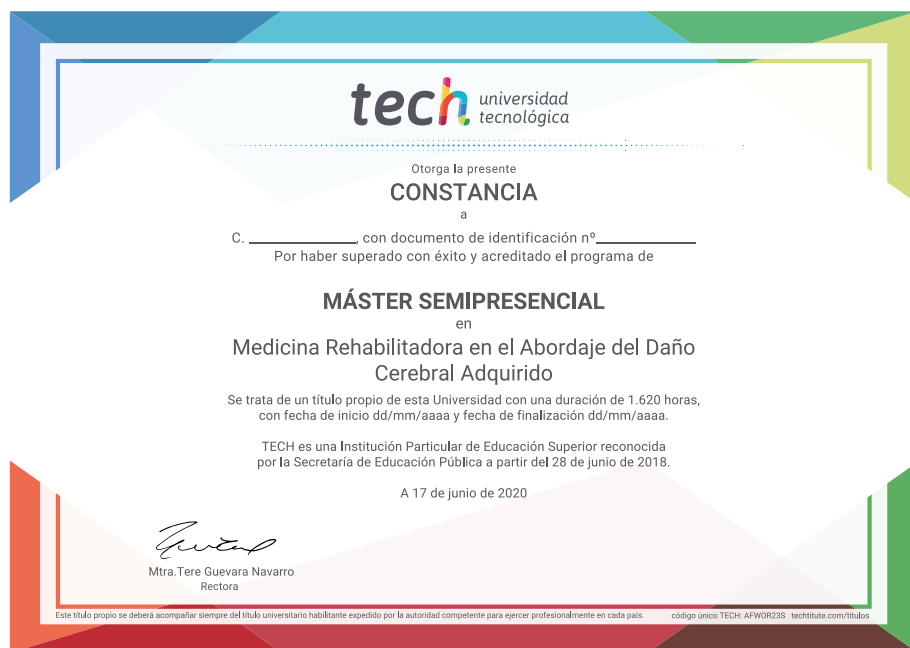 tech universidad
tecnológica
Otorga la presente
CONSTANCIA
a
C. ____________, con documento de identificación nº____________
Por haber superado con éxito y acreditado el programa de
MÁSTER SEMIPRESENCIAL
en
Medicina Rehabilitadora en el Abordaje del Daño
Cerebral Adquirido
Se trata de un título propio de esta Universidad con una duración de 1.620 horas,
con fecha de inicio dd/mm/aaaa y fecha de finalización dd/mm/aaaa.
TECH es una Institución Particular de Educación Superior reconocida
por la Secretaría de Educación Pública a partir del 28 de junio de 2018.
A 17 de junio de 2020
Mtra.Tere Guevara Navarro
Rectora
Este título propio se deberá acompañar siempre del título universitario habilitante expedido por la autoridad competente para ejercer profesionalmente en cada país. código único TECH: AFWOR23S techtitute.com/titulos